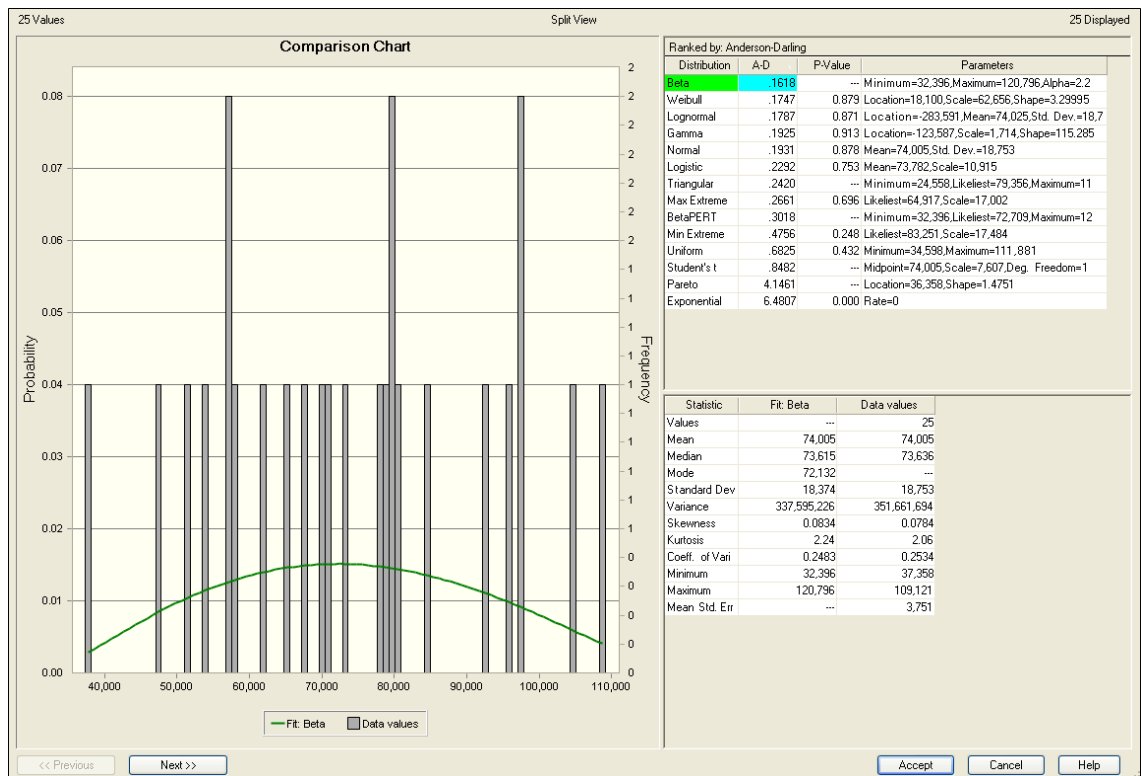 25 Values Split View 25 Displayed
Comparison Chart
2
0.08 2
2
0.07 2
2
2
0.06 2
1
1
0.05 1
1
0.04 1
1
1
0.03 1
1
0.02 1
0
0
0.01 0
0
0.00 0
Probability
Frequency
40,000 50,000 60,000 70,000 80,000 90,000 100,000 110,000
Fit: Beta Data values
Ranked by: Anderson-Darling
Distribution A-D P-Value Parameters
Beta .1618 --- Minimum=32,396,Maximum=120,796,Alpha=2.2
Weibull .1747 0.879 Location=18,100,Scale=62,656,Shape=3.29995
Lognormal .1787 0.871 Location=-283,591,Mean=74,025,Std. Dev.=18,7
Gamma .1925 0.913 Location=-123,587,Scale=1,714,Shape=115.285
Normal .1931 0.878 Mean=74,005,Std. Dev.=18,753
Logistic .2292 0.753 Mean=73,782,Scale=10,915
Triangular .2420 --- Minimum=24,558,Likeliest=79,356,Maximum=11
Max Extreme .2661 0.696 Likeliest=64,917,Scale=17,002
BetaPERT .3018 --- Minimum=32,396,Likeliest=72,709,Maximum=12
Min Extreme .4756 0.248 Likeliest=83,251,Scale=17,484
Uniform .6825 0.432 Minimum=34,598,Maximum=111,881
Student's t .8482 --- Midpoint=74,005,Scale=7,607,Deg. Freedom=1
Pareto 4.1461 --- Location=36,358,Shape=1.4751
Exponential 6.4807 0.000 Rate=0
Statistic Fit: Beta Data values
Values --- 25
Mean 74,005 74,005
Median 73,615 73,636
Mode 72,132 ---
Standard Dev 18,374 18,753
Variance 337,595,226 351,661,694
Skewness 0.0834 0.0784
Kurtosis 2.24 2.06
Coeff. of Vari 0.2483 0.2534
Minimum 32,396 37,358
Maximum 120,796 109,121
Mean Std. Err --- 3,751
<< Previous Next >> Accept Cancel Help